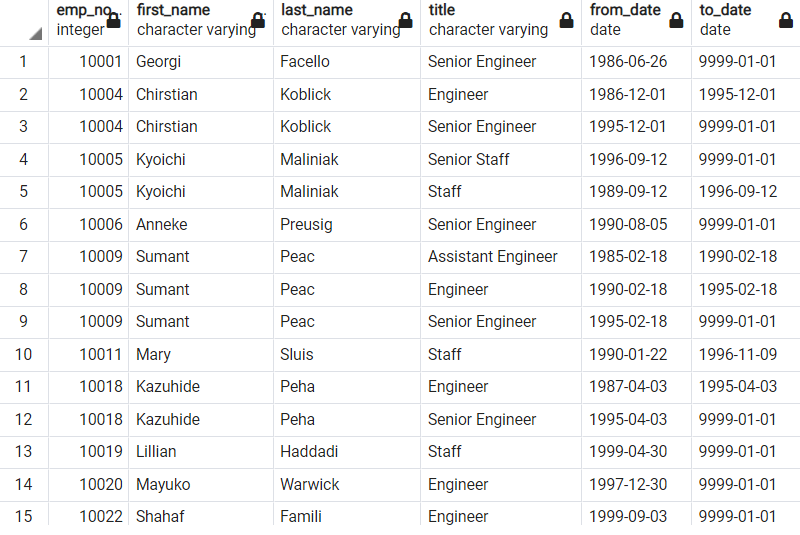 emp_no.. first_name last_name title from_date to_date
integer character varying character varying character varying date date
1 10001 Georgi Facello Senior Engineer 1986-06-26 9999-01-01
2 10004 Chirstian Koblick Engineer 1986-12-01 1995-12-01
3 10004 Chirstian Koblick Senior Engineer 1995-12-01 9999-01-01
4 10005 Kyoichi Maliniak Senior Staff 1996-09-12 9999-01-01
5 10005 Kyoichi Maliniak Staff 1989-09-12 1996-09-12
6 10006 Anneke Preusig Senior Engineer 1990-08-05 9999-01-01
7 10009 Sumant Peac Assistant Engineer 1985-02-18 1990-02-18
8 10009 Sumant Peac Engineer 1990-02-18 1995-02-18
9 10009 Sumant Peac Senior Engineer 1995-02-18 9999-01-01
10 10011 Mary Sluis Staff 1990-01-22 1996-11-09
11 10018 Kazuhide Peha Engineer 1987-04-03 1995-04-03
12 10018 Kazuhide Peha Senior Engineer 1995-04-03 9999-01-01
13 10019 Lillian Haddadi Staff 1999-04-30 9999-01-01
14 10020 Mayuko Warwick Engineer 1997-12-30 9999-01-01
15 10022 Shahaf Famili Engineer 1999-09-03 9999-01-01